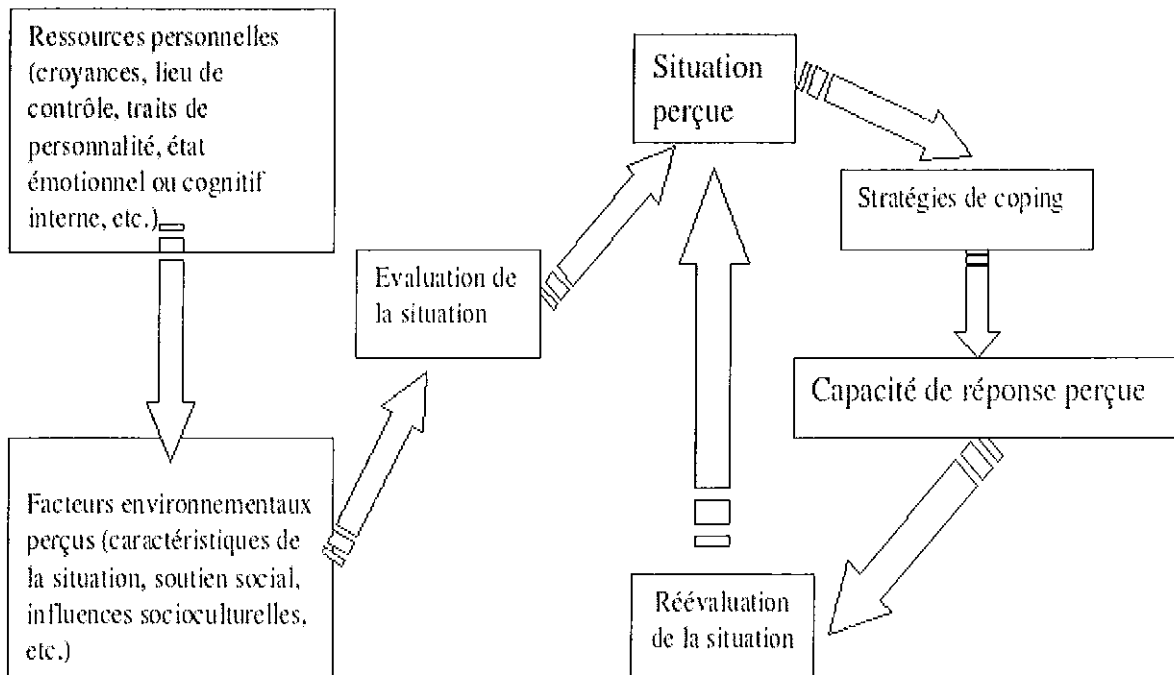 Ressources personnelles
(croyances, lieu de
contrôle, traits de
personnalité, état
émotionnel ou cognitif
interne, etc.)
Facteurs environnementaux
perçus (caractéristiques de
la situation, soutien social,
influences socioculturelles,
etc.)
Evaluation de
la situation
Situation
perçue
Stratégies de coping
Capacité de réponse perçue
Réévaluation
de la situation